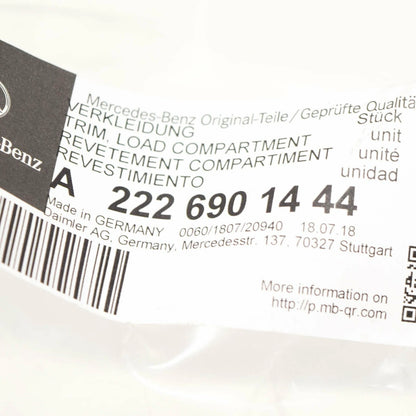 Mercedes-Benz Original-Teile/Geprüfte Qualitä
VERKLEIDUNG
Stück
TRIM, LOAD COMPARTMENT
unit
REVETEMENT COMPARTIMENT
unité
REVESTIMIENTO
unidad
-Benz
A 222 690 14 44
Made in GERMANY 0060/1807/20940 18.07.18
Daimler AG, Germany, Mercedesstr. 137, 70327 Stuttgart
More information on
http://p.mb-qr.com